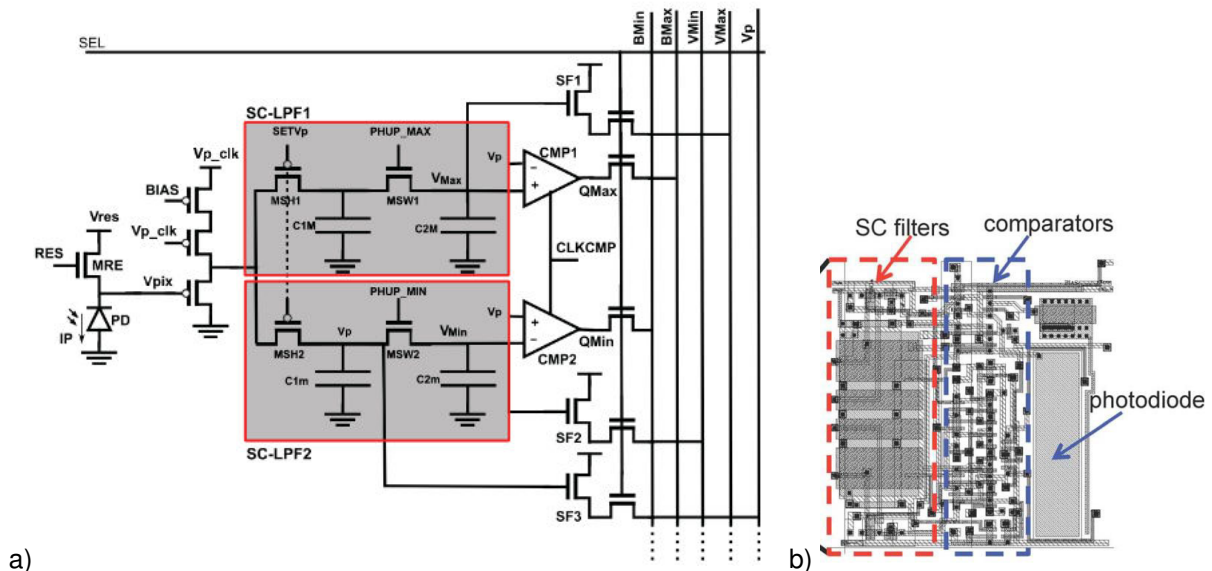 SEL
BMin
BMax
VMin
VMax
Vp
SF1
SC-LPF1
SETVp
PHUP_MAX
Vp_clk
Vp
CMP1
BIAS
MSH1
MSW1
VMax
QMax
Vres
C1M
C2M
Vp_clk
CLKCMP
RES
MRE
Vpix
PHUP_MIN
PD
IP
Vp
VMin
Vp
QMin
MSH2
MSW2
CMP2
C1m
C2m
SF2
SC-LPF2
SF3
a)
SC filters
comparators
photodiode
b)